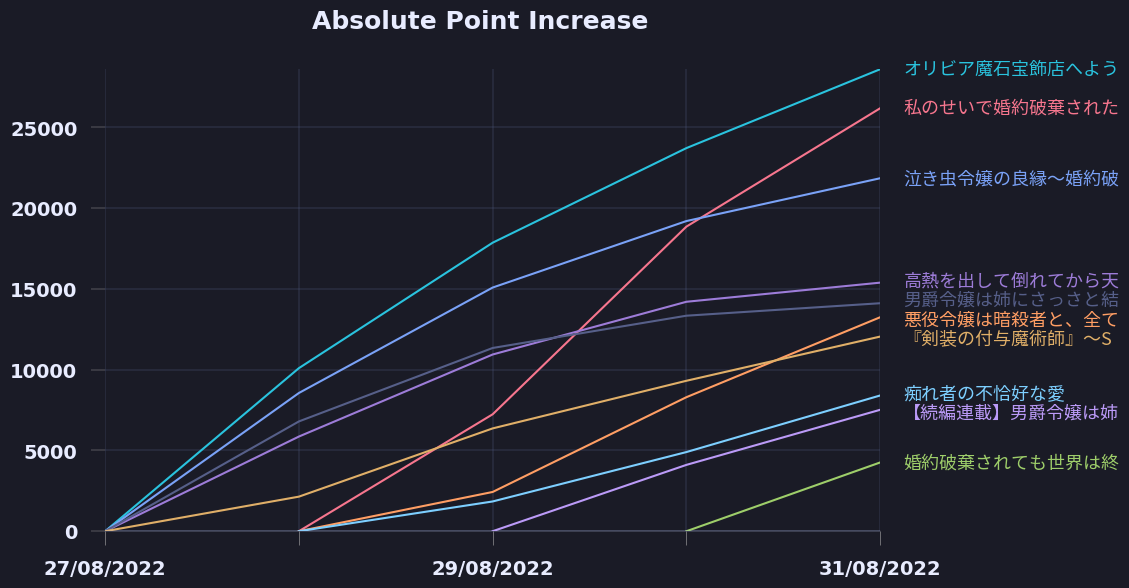 Absolute Point Increase
オリビア魔石宝飾店へよう
私のせいで婚約破棄された
泣き虫令嬢の良縁～婚約破
高熱を出して倒れてから天
男爵令嬢は姉にさっさと結
悪役令嬢は暗殺者と、全て
『剣装の付与魔術師』～S
痴れ者の不恰好な愛
【続編連載】男爵令嬢は姉
婚約破棄されても世界は終
25000
20000
15000
10000
5000
0
27/08/2022
29/08/2022
31/08/2022